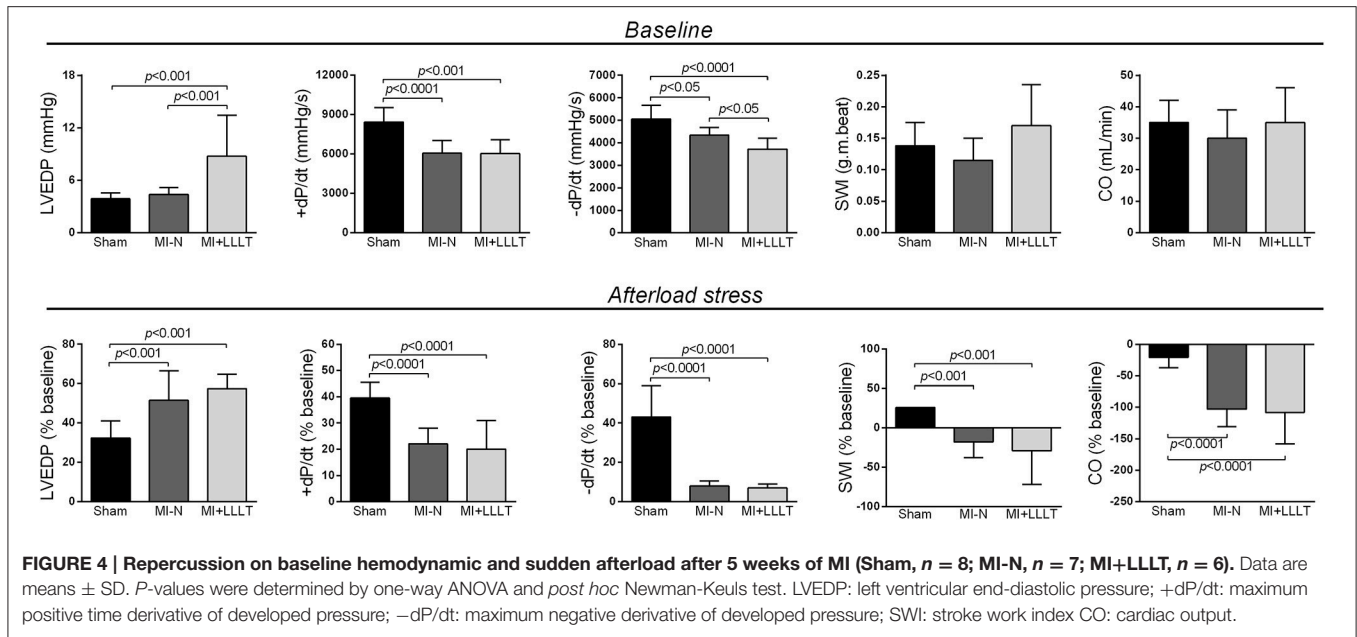 Baseline
p<0.001
p<0.001
LVEDP (mmHg)
18
12
6
0
Sham MI-N MI+LLLT
p<0.001
p<0.0001
+dP/dt (mmHg/s)
12000
9000
6000
3000
0
Sham MI-N MI+LLLT
p<0.0001
p<0.05
p<0.05
-dP/dt (mmHg/s)
7000
6000
5000
4000
3000
2000
1000
0
Sham MI-N MI+LLLT
SWI (g.m.beat)
0.25
0.20
0.15
0.10
0.05
0.00
Sham MI-N MI+LLLT
CO (mL/min)
50
40
30
20
10
0
Sham MI-N MI+LLLT
Afterload stress
p<0.001
p<0.001
LVEDP (% baseline)
80
60
40
20
0
Sham MI-N MI+LLLT
p<0.0001
p<0.0001
+dP/dt (% baseline)
60
50
40
30
20
10
0
Sham MI-N MI+LLLT
p<0.0001
p<0.0001
-dP/dt (% baseline)
80
60
40
20
0
Sham MI-N MI+LLLT
p<0.001
p<0.001
SWI (% baseline)
100
50
0
-50
-100
Sham MI-N MI+LLLT
CO (% baseline)
0
-50
-100
-150
-200
-250
p<0.0001
p<0.0001
Sham MI-N MI+LLLT
FIGURE 4 | Repercussion on baseline hemodynamic and sudden afterload after 5 weeks of MI (Sham, n = 8; MI-N, n = 7; MI+LLLT, n = 6). Data are
means ± SD. P-values were determined by one-way ANOVA and post hoc Newman-Keuls test. LVEDP: left ventricular end-diastolic pressure; +dP/dt: maximum
positive time derivative of developed pressure; −dP/dt: maximum negative derivative of developed pressure; SWI: stroke work index CO: cardiac output.